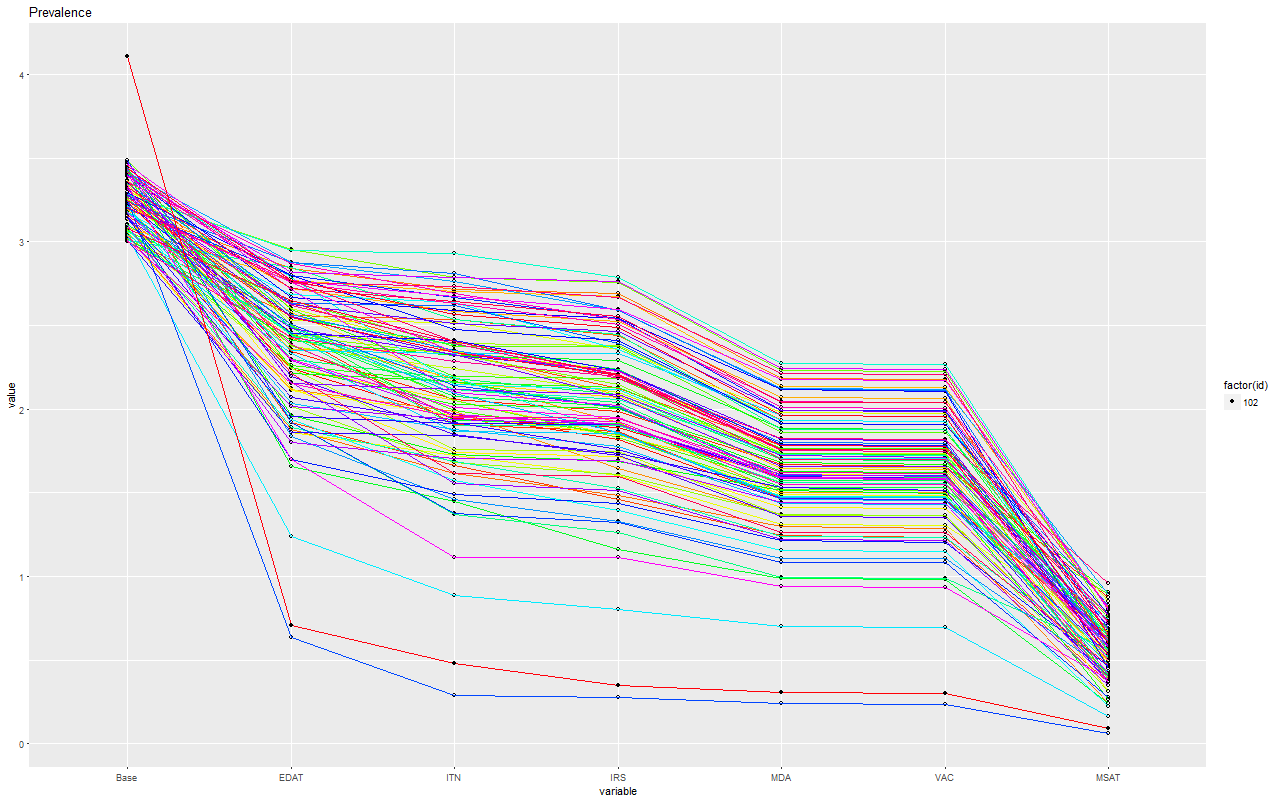 Prevalence
4
3
2
1
0
value
Base EDAT ITN IRS MDA VAC MSAT
variable
factor(id)
102